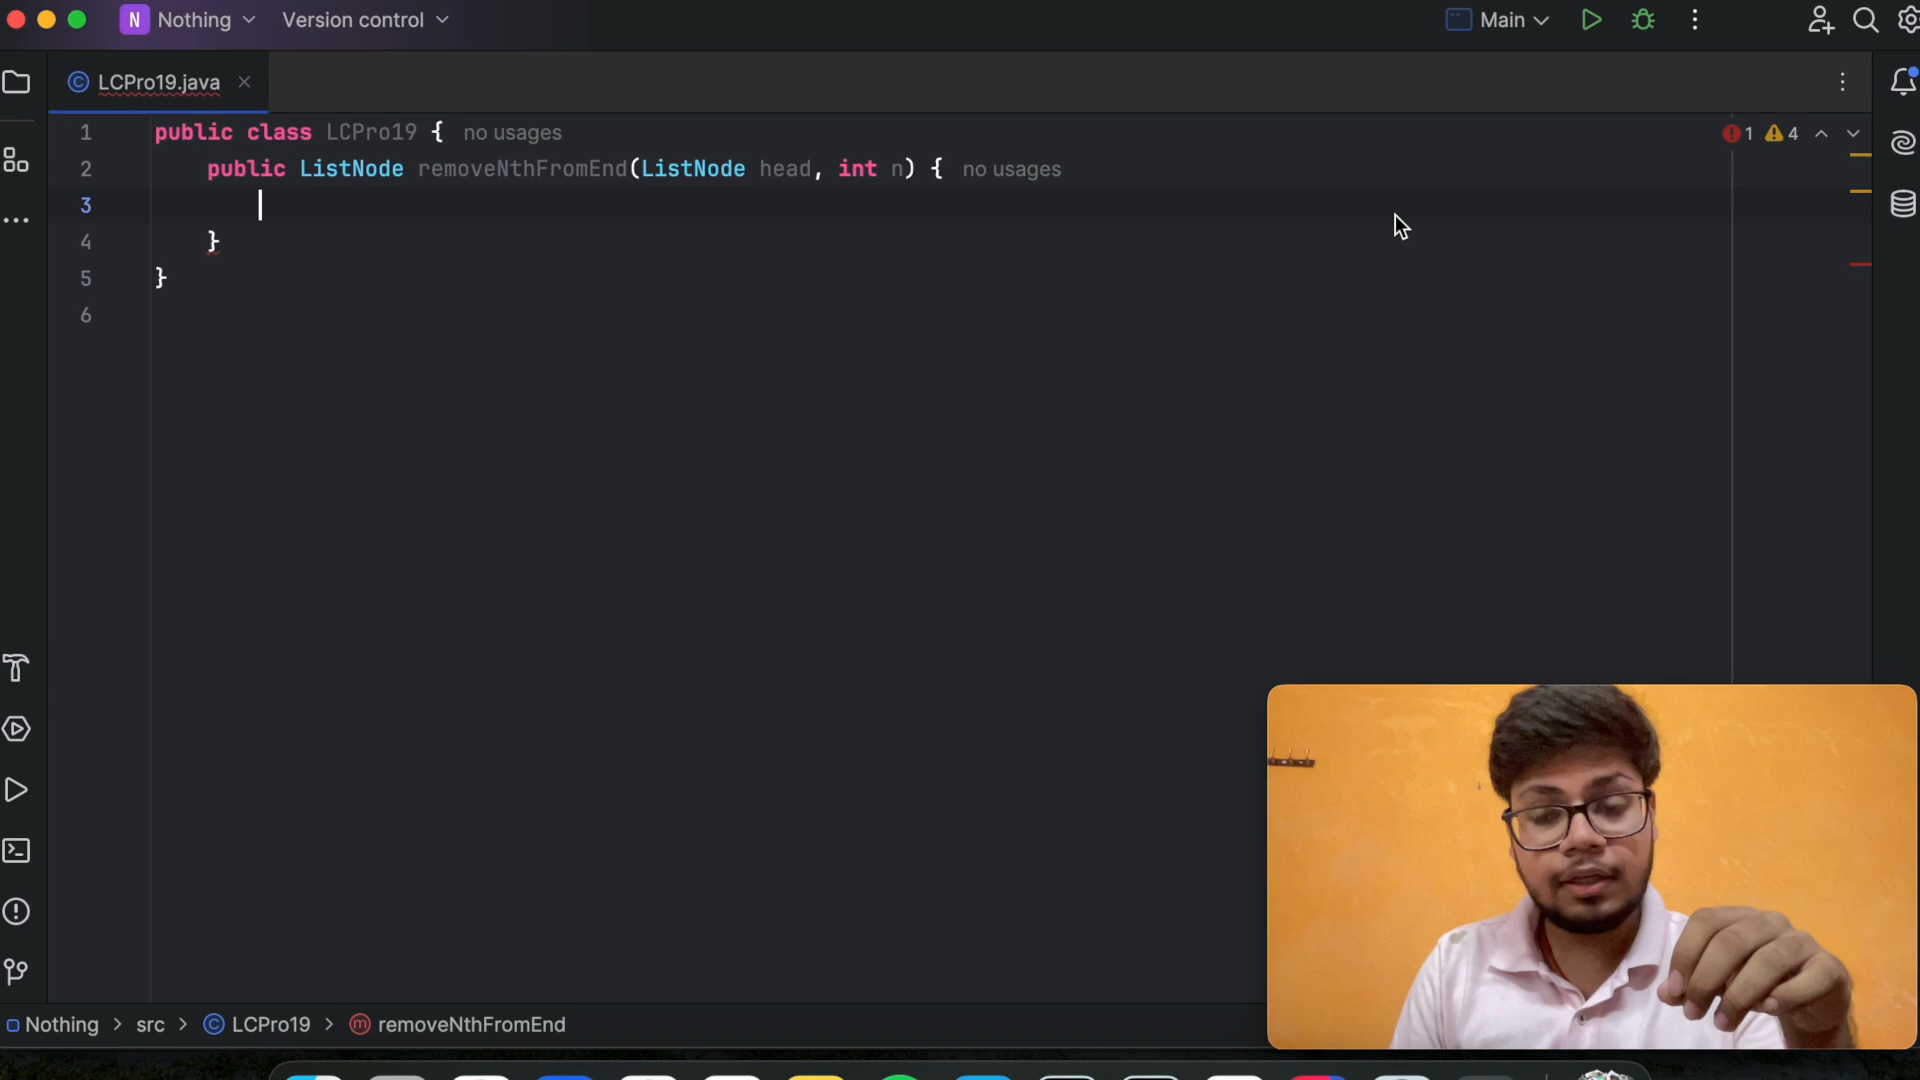 N Nothing Version control Main
LCPro19.java
1 public class LCPro19 { no usages
2 public ListNode removeNthFromEnd(ListNode head, int n) { no usages
3
4 }
5 }
6
1 4
Nothing > src > LCPro19 > removeNthFromEnd